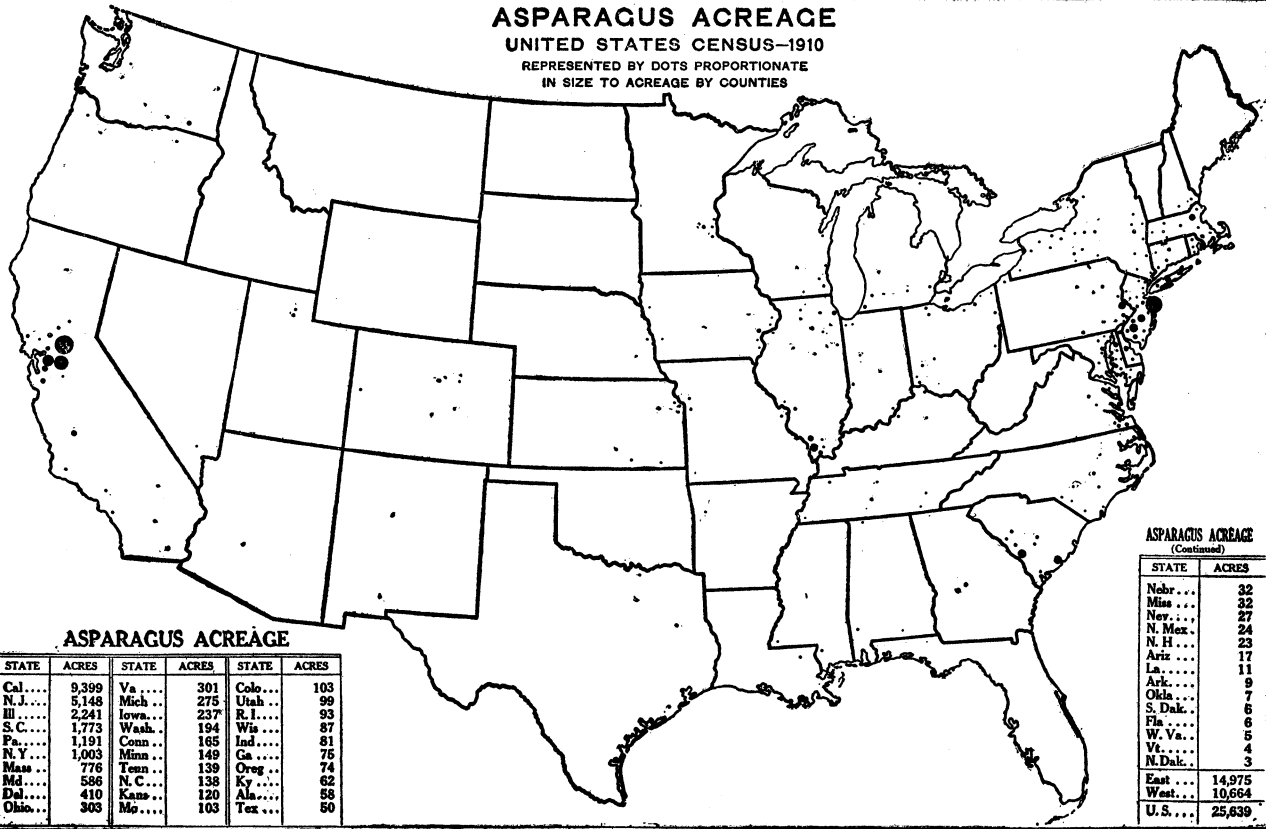 ASPARAGUS ACREAGE
UNITED STATES CENSUS—1910
REPRESENTED BY DOTS PROPORTIONATE
IN SIZE TO ACREAGE BY COUNTIES
ASPARAGUS ACREAGE
STATE ACRES STATE ACRES STATE ACRES
Cal.... 9,399 Va .... 301 Colo... 103
N.J.... 5,148 Mich .. 275 Utah .. 99
Ill ..... 2,241 Iowa... 237 R.I.... 93
S.C.... 1,773 Wash.. 194 Wis ... 87
Pa..... 1,191 Conn .. 165 Ind.... 81
N.Y... 1,003 Minn .. 149 Ga .... 75
Mass .. 776 Tenn .. 139 Oreg .. 74
Md.... 586 N.C... 138 Ky .... 62
Del.... 410 Kans.. 120 Ala.... 58
Ohio... 303 Mo.... 103 Tex ... 50
ASPARAGUS ACREAGE
(Continued)
STATE ACRES
Nebr... 32
Miss ... 32
Nev.... 27
N. Mex. 24
N. H... 23
Ariz ... 17
La..... 11
Ark.... 9
Okla .. 7
S. Dak. 6
Fla .... 6
W. Va.. 5
Vt. .... 4
N.Dak.. 3
East ... 14,975
West... 10,664
U.S.... 25,639